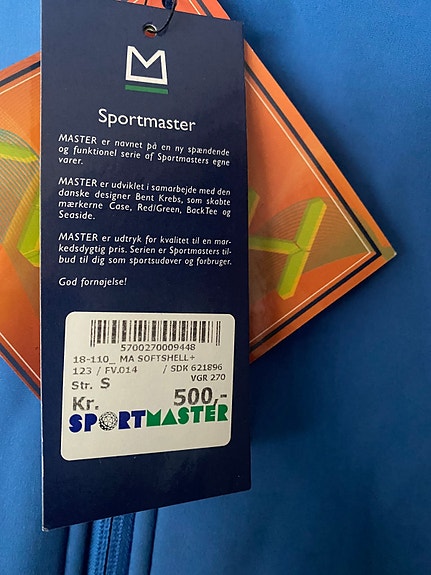 Sportmaster
MASTER er navnet på en ny spændende
og funktionel serie af Sportmasters egne
varer.
MASTER er udviklet i samarbejde med den
danske designer Bent Krebs, som skabte
mærkerne Case, Red/Green, BackTee og
Seaside.
MASTER er udtryk for kvalitet til en mar-
kedsdygtig pris. Serien er Sportmasters til-
bud til dig som sportsudøver og forbruger.
God fornøjelse!
5700270009448
18-110_ MA SOFTSHELL+
123 / FV.014 / SDK 621896
Str. S VGR 270
Kr. 500,-
SPORTMASTER